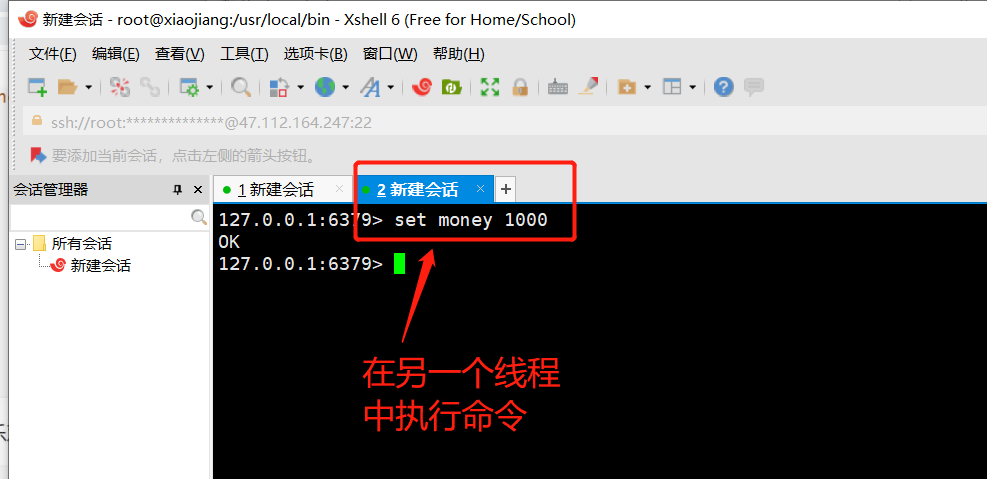 新建会话 - root@xiaojiang:/usr/local/bin - Xshell 6 (Free for Home/School)
文件(F) 编辑(E) 查看(V) 工具(T) 选项卡(B) 窗口(W) 帮助(H)
ssh://root:**************@47.112.164.247:22
要添加当前会话，点击左侧的箭头按钮。
会话管理器
1 新建会话 × 2 新建会话 × +
所有会话
新建会话
127.0.0.1:6379> set money 1000
OK
127.0.0.1:6379>
在另一个线程
中执行命令